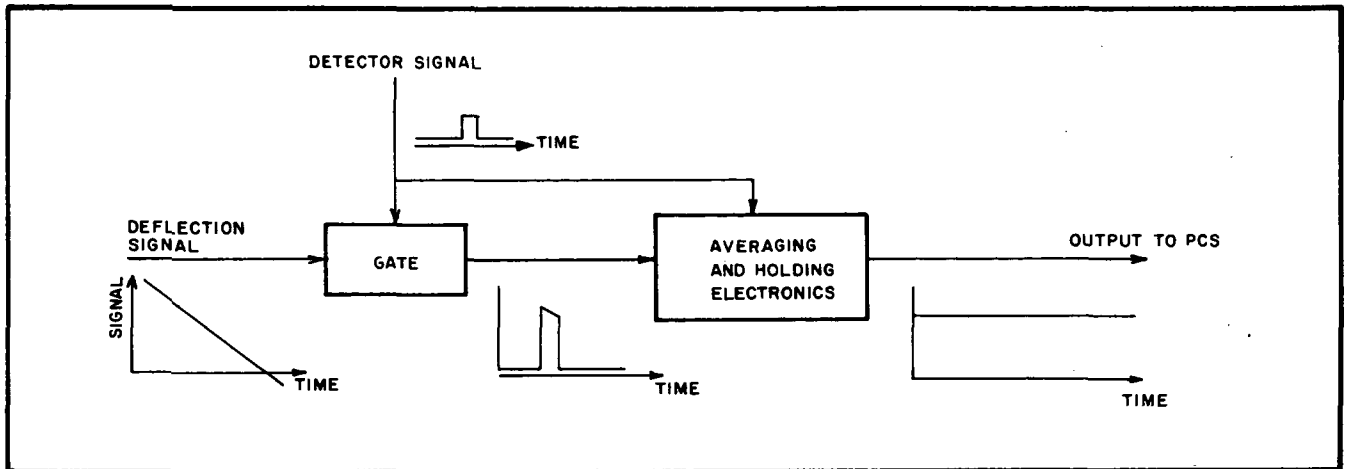 DETECTOR SIGNAL
TIME
DEFLECTION
SIGNAL
GATE
AVERAGING
AND HOLDING
ELECTRONICS
OUTPUT TO PCS
SIGNAL
TIME
TIME
TIME